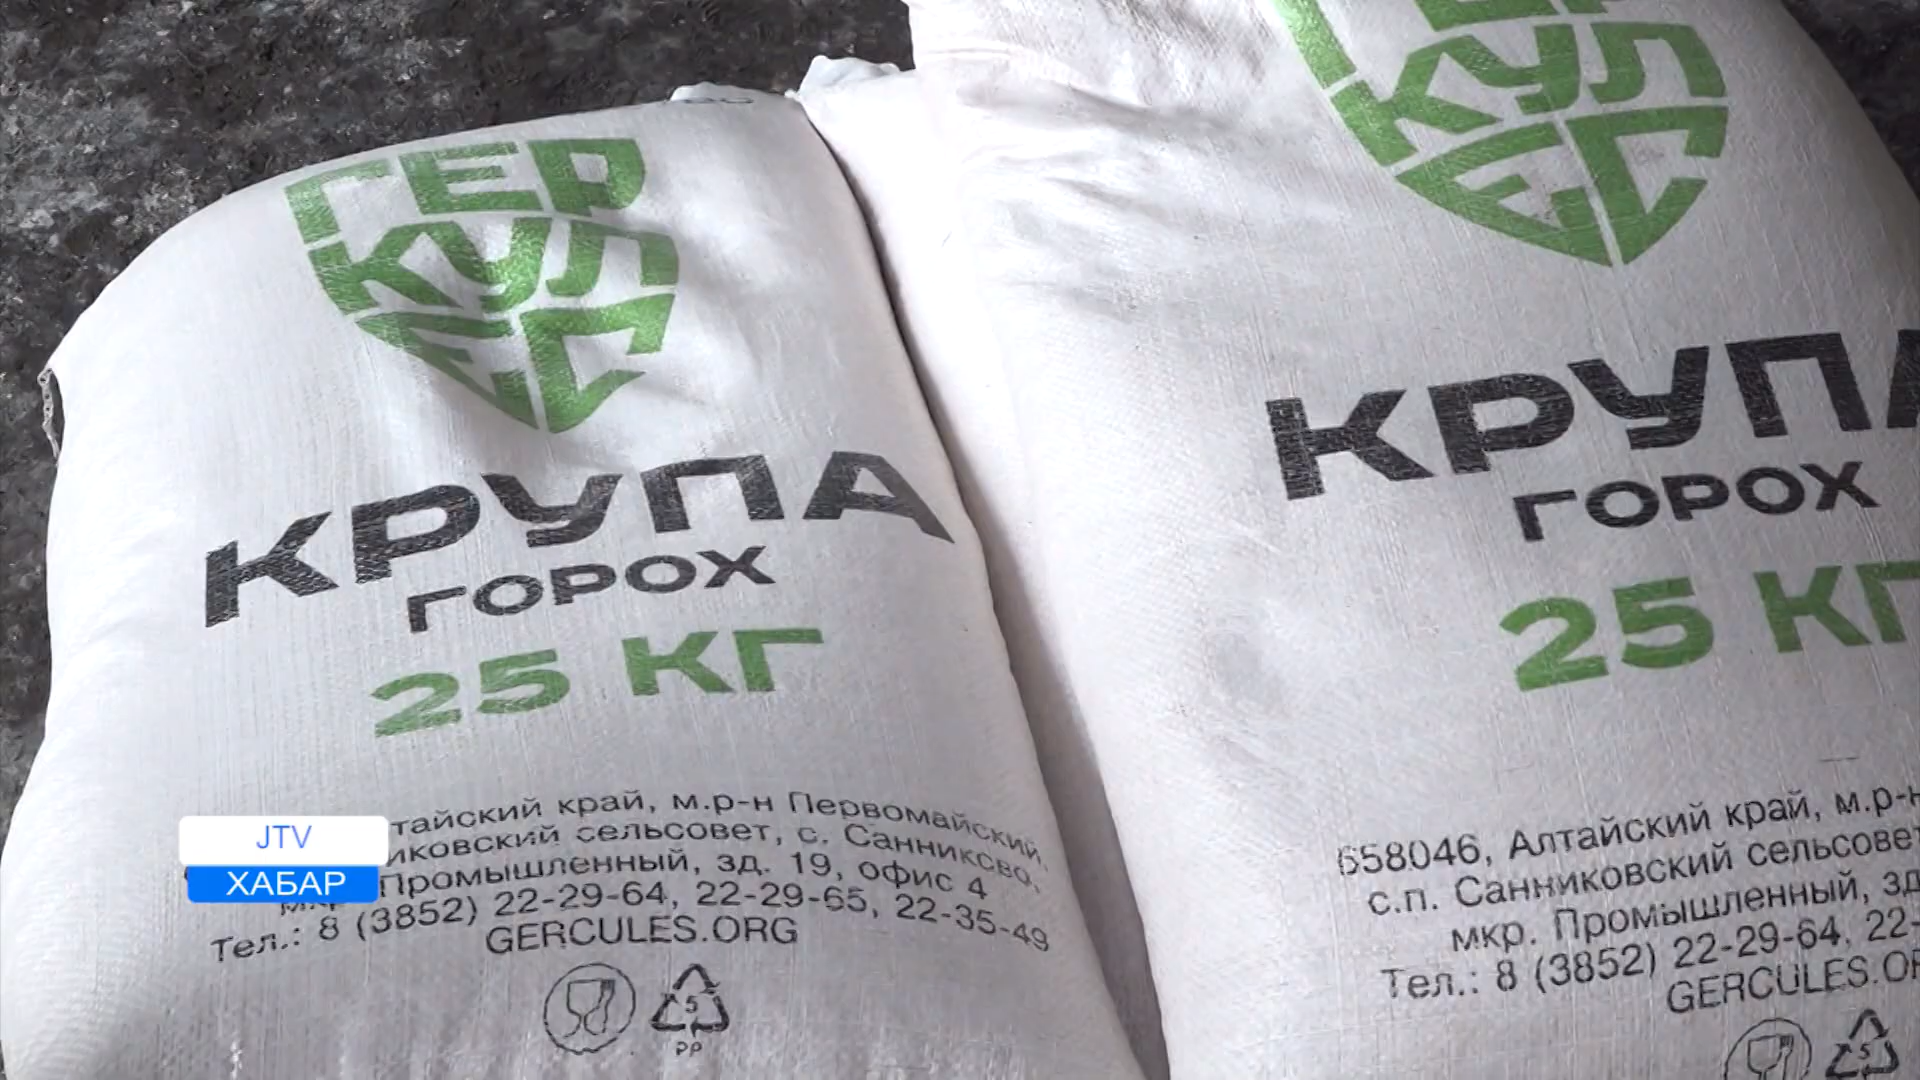 ГЕР
КУЛ
ЕС
КРУПА
ГОРОХ
25 КГ
тайский край, м.р-н Первомайский,
иковский сельсовет, с. Санниково,
мкр. Промышленный, зд. 19, офис 4
Тел.: 8 (3852) 22-29-64, 22-29-65, 22-35-49
GERCULES.ORG
5
PP
JTV
ХАБАР
ГЕР
КУЛ
ЕС
КРУПА
ГОРОХ
25 КГ
658046, Алтайский край, м.р-н
с.п. Санниковский сельсовет
мкр. Промышленный, зд
Тел.: 8 (3852) 22-29-64, 22-
GERCULES.OR
5